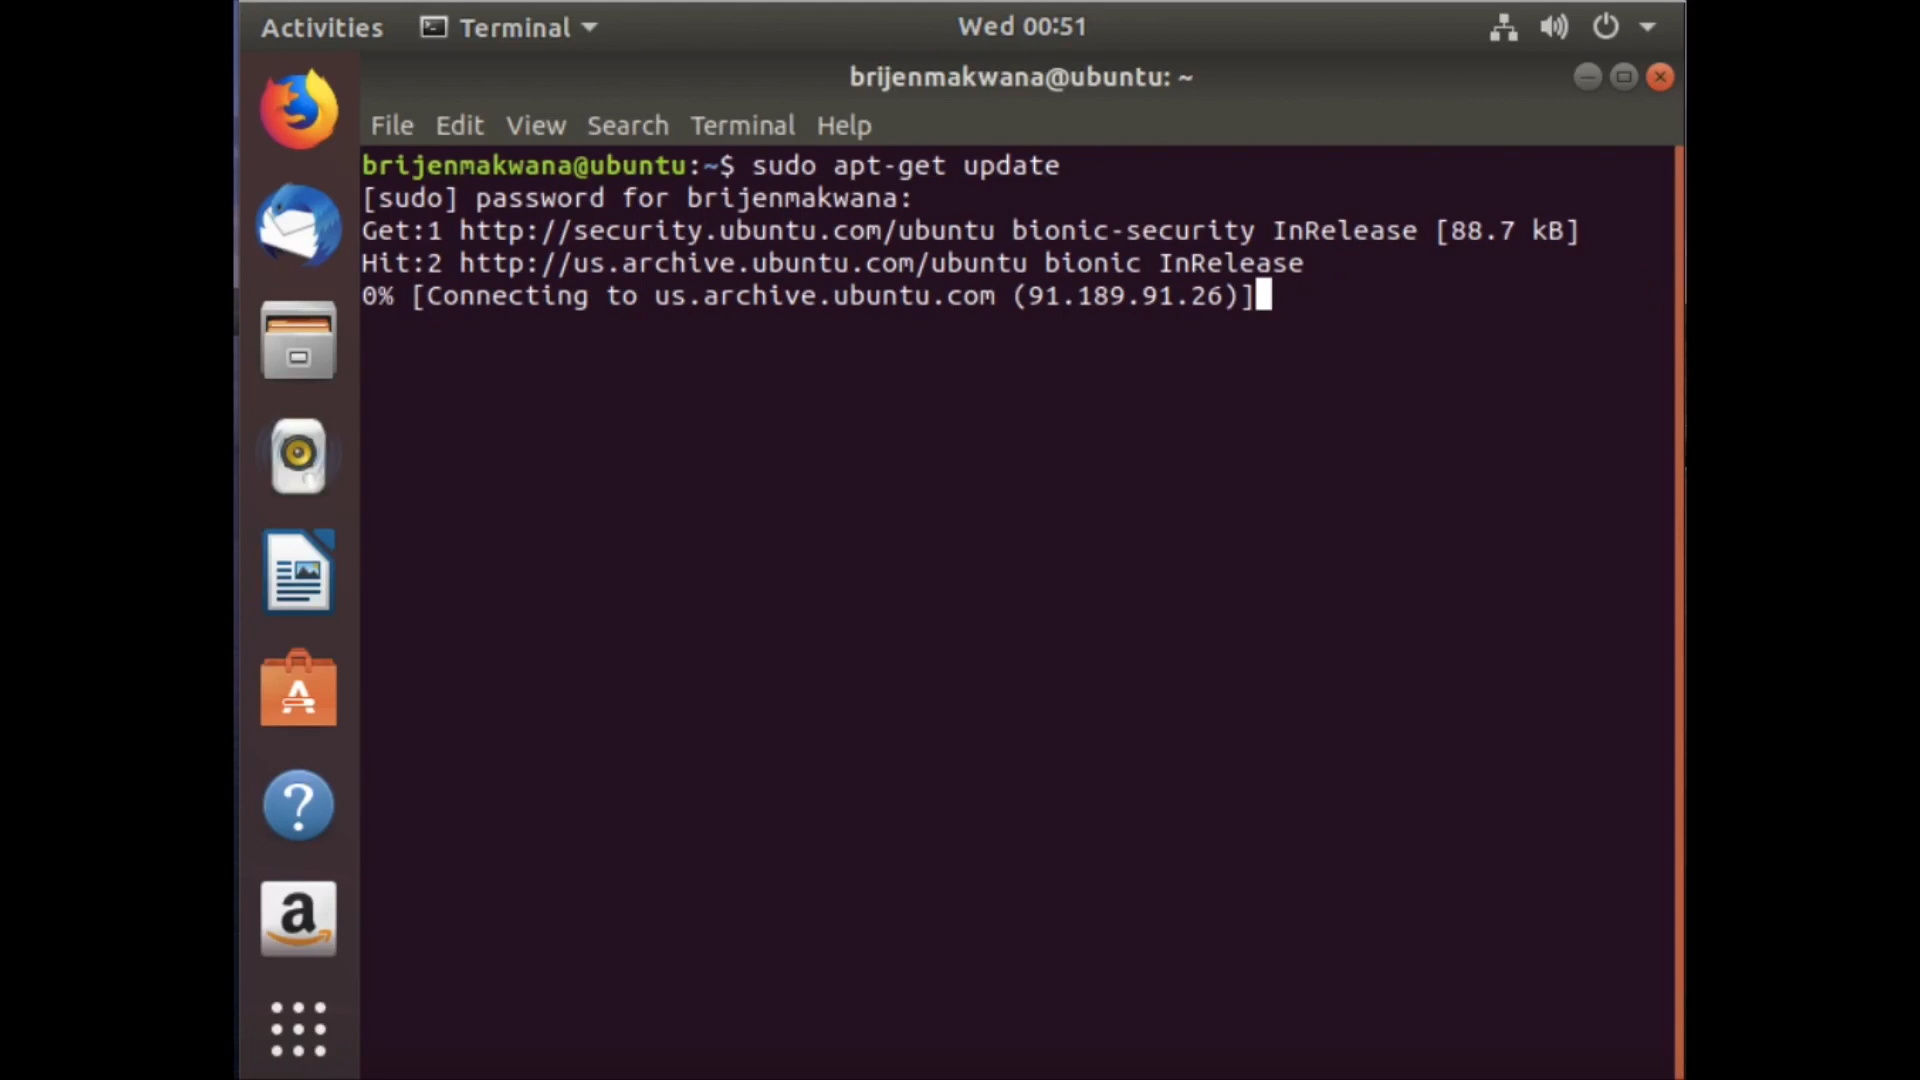 Activities Terminal Wed 00:51
brijenmakwana@ubuntu: ~
File Edit View Search Terminal Help
brijenmakwana@ubuntu:~$ sudo apt-get update
[sudo] password for brijenmakwana:
Get:1 http://security.ubuntu.com/ubuntu bionic-security InRelease [88.7 kB]
Hit:2 http://us.archive.ubuntu.com/ubuntu bionic InRelease
0% [Connecting to us.archive.ubuntu.com (91.189.91.26)]